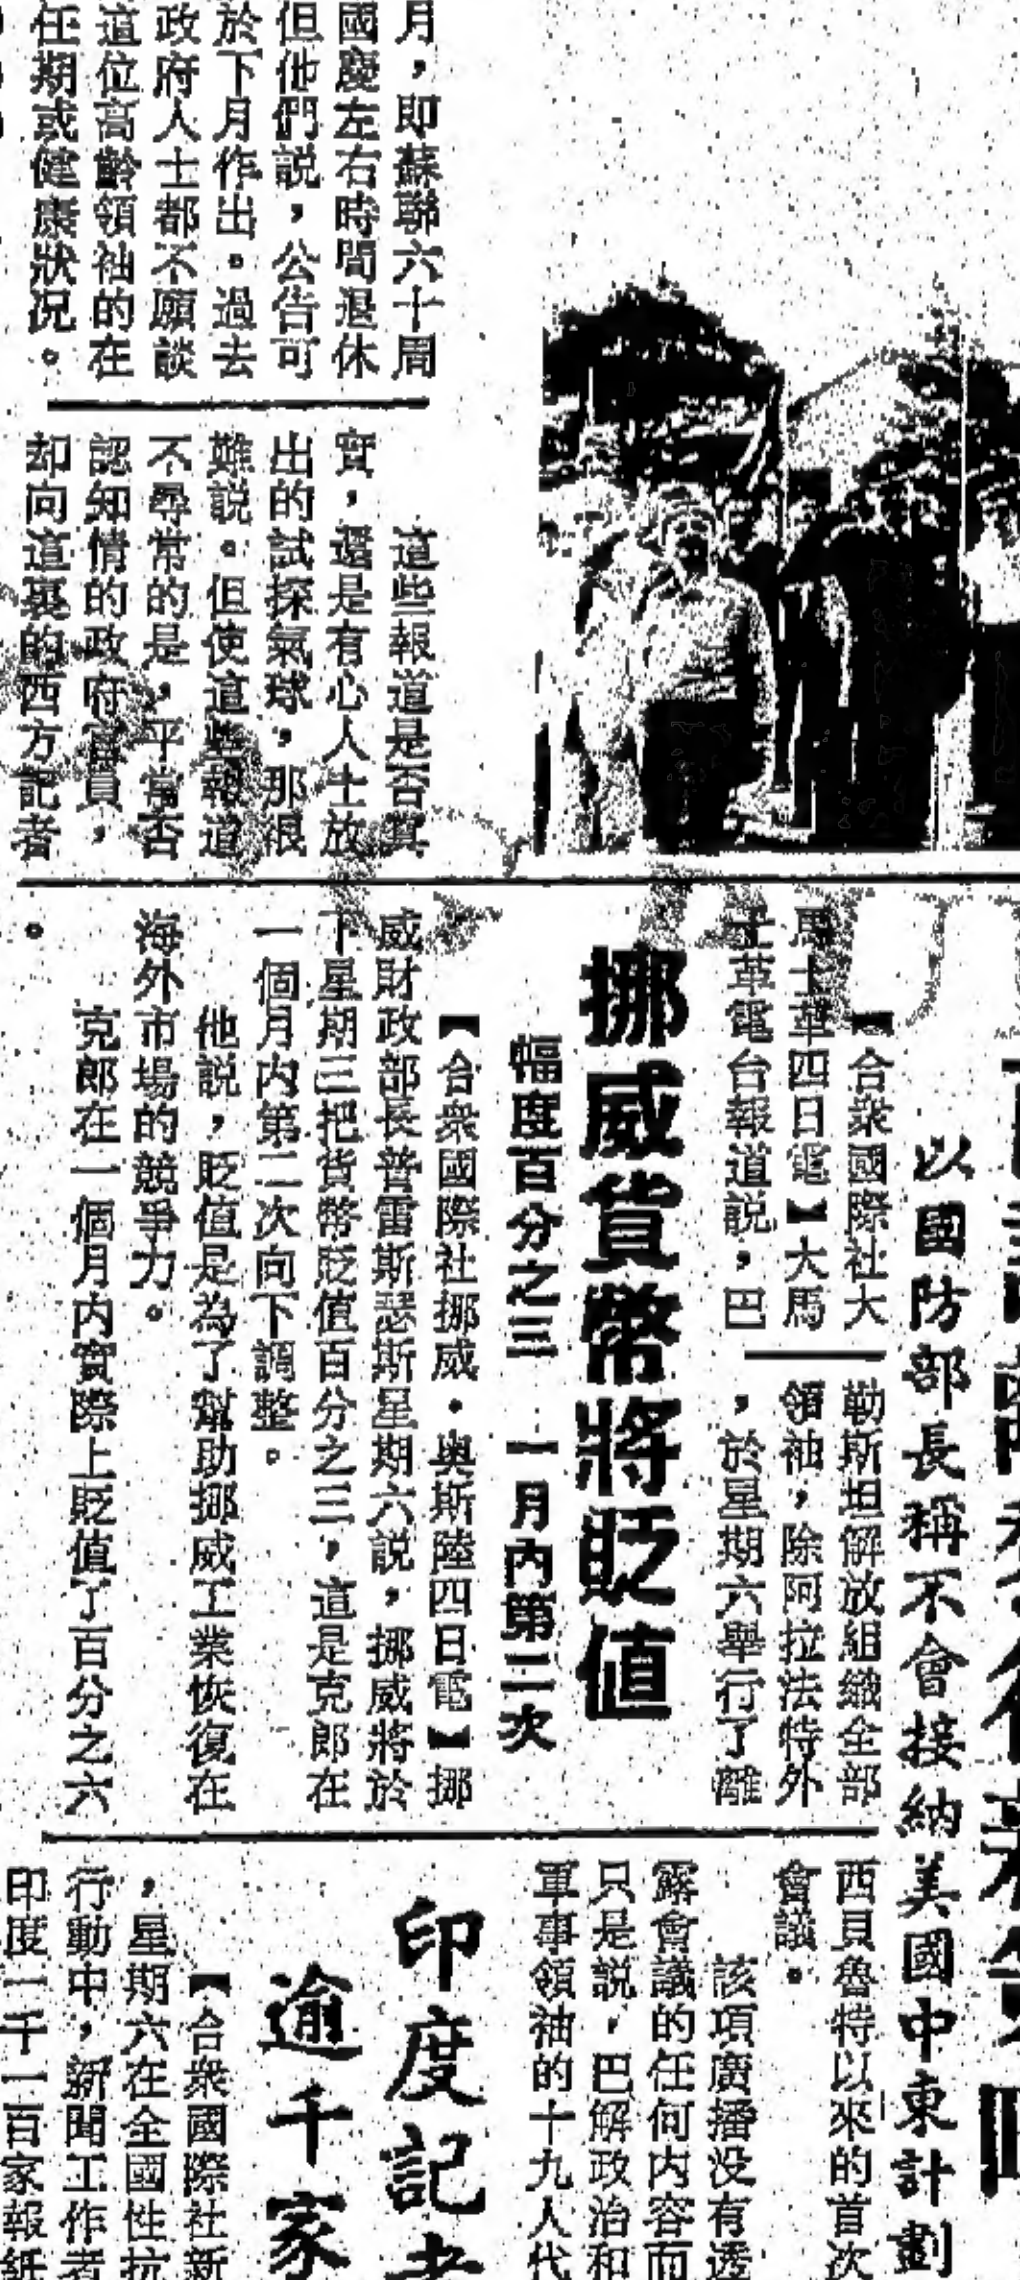 月，即蘇聯六十周
國慶左右時間退休
但他們説，公告可
於下月作出。過去
政府人士都不願談
這位高齡領袖的在
任期或健康狀況。
這些報道是否真
實，還是有心人士放
出的試探氣球，那很
難説。但使這些報道
不尋常的是，平常否
認知情的政府官員，
却向這裏的西方記者
。
以國防部長稱不會接納美國中東計劃
【合衆國際社大
馬士革四日電】大馬
士革電台報道説，巴
勒斯坦解放組織全部
領袖，除阿拉法特外
，於星期六舉行了離
西貝魯特以來的首次
會議。
該項廣播没有透
露會議的任何内容而
只是説，巴解政治和
軍事領袖的十九人代
挪威貨幣將貶值
幅度百分之三 一月内第二次
【合衆國際社挪威·奥斯陸四日電】挪
威財政部長普雷斯瑟斯星期六説，挪威將於
下星期三把貨幣貶值百分之三，這是克郎在
一個月内第二次向下調整。
他説，貶值是為了幫助挪威工業恢復在
海外市場的競爭力。
克郎在一個月内實際上貶值了百分之六
印度記者
逾千家
【合衆國際社新
，星期六在全國性抗
行動中，新聞工作者
印度二千一百家報紙